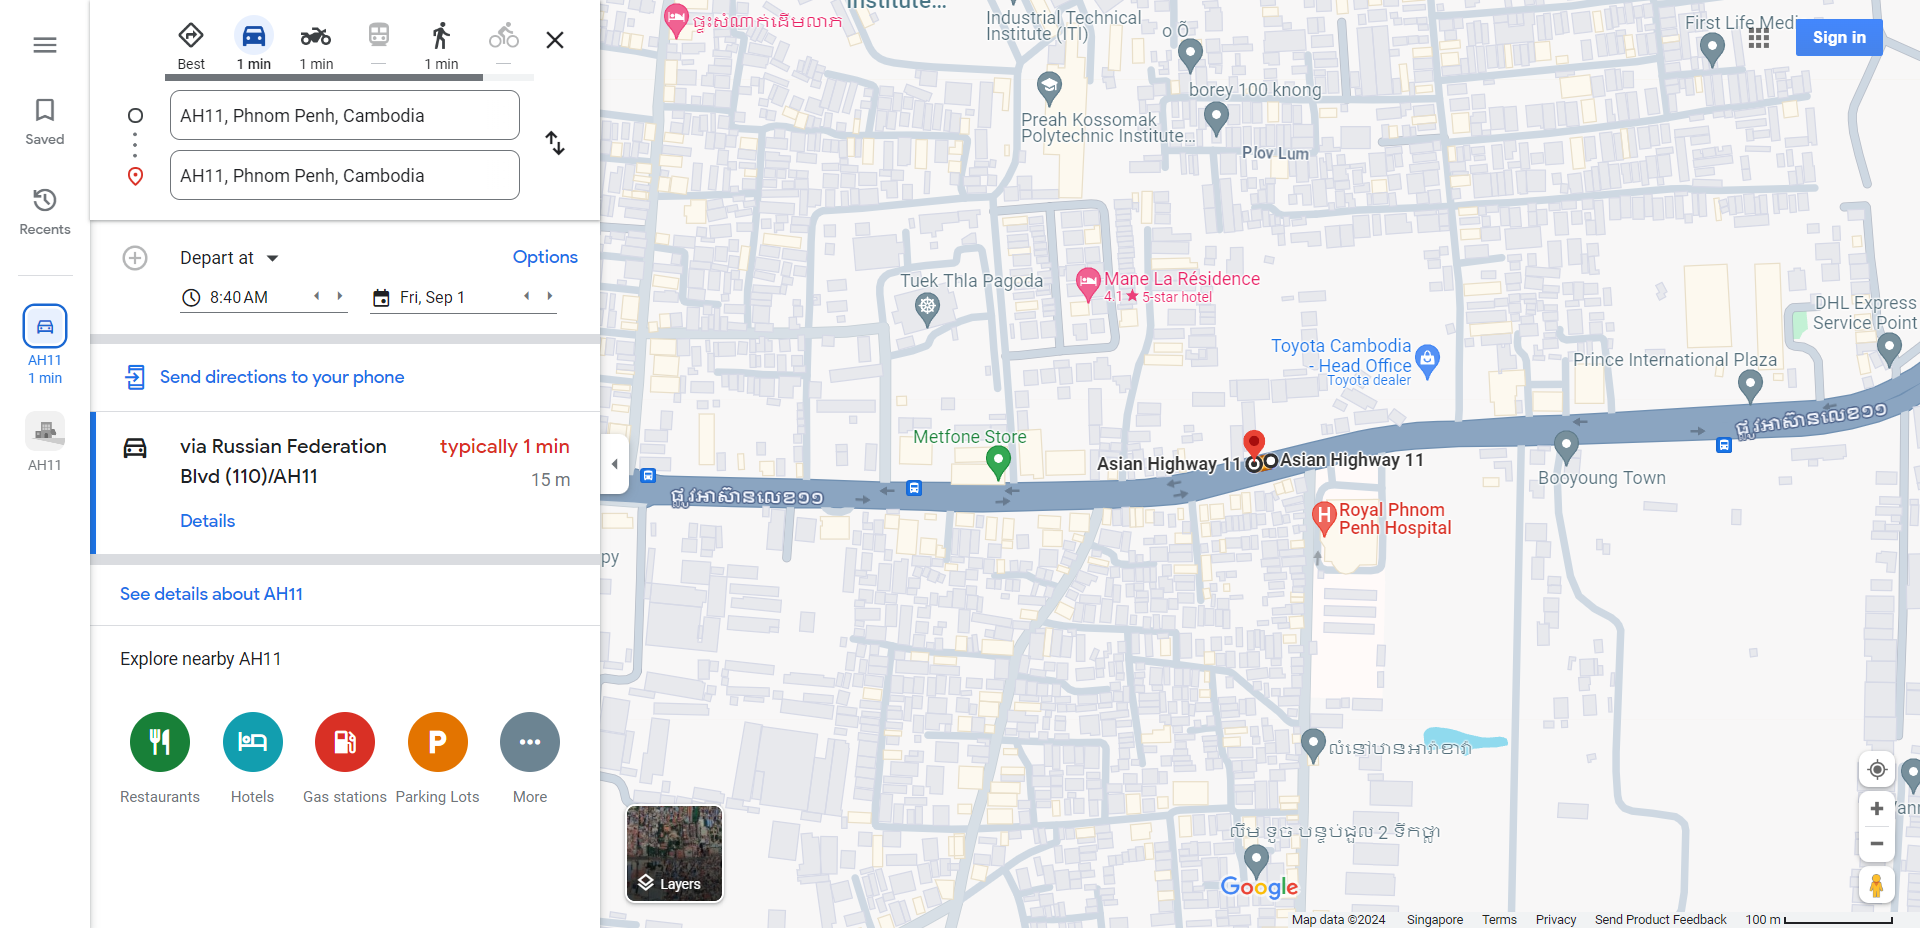 Saved
Recents
AH11
1 min
AH11
Best
1 min
1 min
1 min
AH11, Phnom Penh, Cambodia
AH11, Phnom Penh, Cambodia
Depart at
Options
8:40 AM
Fri, Sep 1
Send directions to your phone
via Russian Federation
Blvd (110)/AH11
typically 1 min
15 m
Details
See details about AH11
Explore nearby AH11
Restaurants
Hotels
Gas stations
Parking Lots
More
ផ្ទះសំណាក់ដើមលាភ
Institute...
Industrial Technical
Institute (ITI)
o Õ
First Life Medi
Sign in
borey 100 knong
Preah Kossomak
Polytechnic Institute...
Plov Lum
Tuek Thla Pagoda
Mane La Résidence
4.1★ 5-star hotel
DHL Express
Service Point
Toyota Cambodia
- Head Office
Toyota dealer
Prince International Plaza
ផ្លូវអាស៊ានលេខ១១
Metfone Store
Asian Highway 11
Asian Highway 11
Booyoung Town
ផ្លូវអាស៊ានលេខ១១
Royal Phnom
Penh Hospital
H
py
P
លំនៅឋានអារ៉ាខាវ៉ា
លឹម ទូច បន្ទប់ជួល 2 ទឹកថ្លា
Layers
Google
Map data ©2024
Singapore
Terms
Privacy
Send Product Feedback
100 m